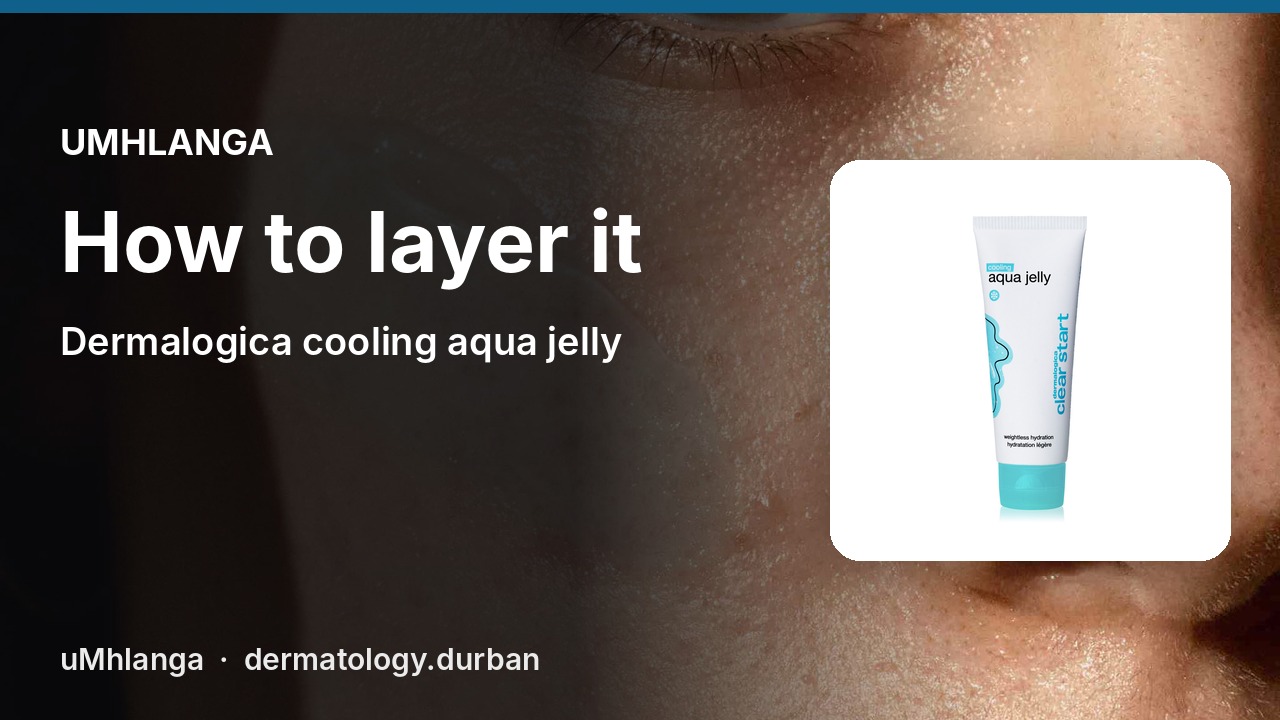 UMHLANGA
How to layer it
Dermalogica cooling aqua jelly
cooling
aqua jelly
dermalogica
clear start
weightless hydration
hydratation légère
uMhlanga · dermatology.durban